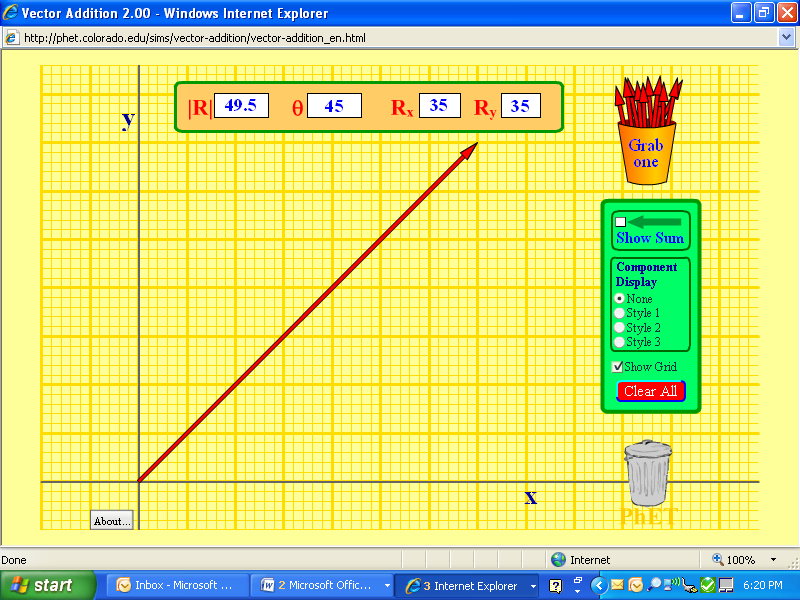 Vector Addition 2.00 - Windows Internet Explorer
http://phet.colorado.edu/sims/vector-addition/vector-addition_en.html
|R| 49.5 θ 45 Rx 35 Ry 35
y
Grab
one
Show Sum
Component
Display
None
Style 1
Style 2
Style 3
Show Grid
Clear All
x
PhET
About...
Done Internet 100%
start Inbox - Microsoft ... 2 Microsoft Offic... 3 Internet Explorer 6:20 PM